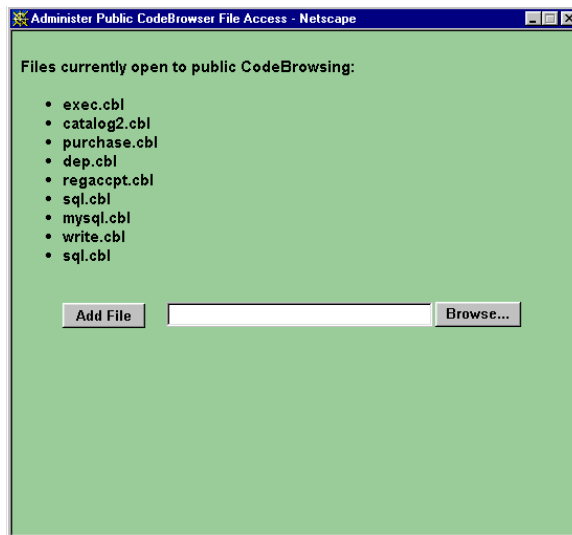 Administer Public CodeBrowser File Access - Netscape
Files currently open to public CodeBrowsing:
• exec.cbl
• catalog2.cbl
• purchase.cbl
• dep.cbl
• regaccpt.cbl
• sql.cbl
• mysql.cbl
• write.cbl
• sql.cbl
Add File Browse...